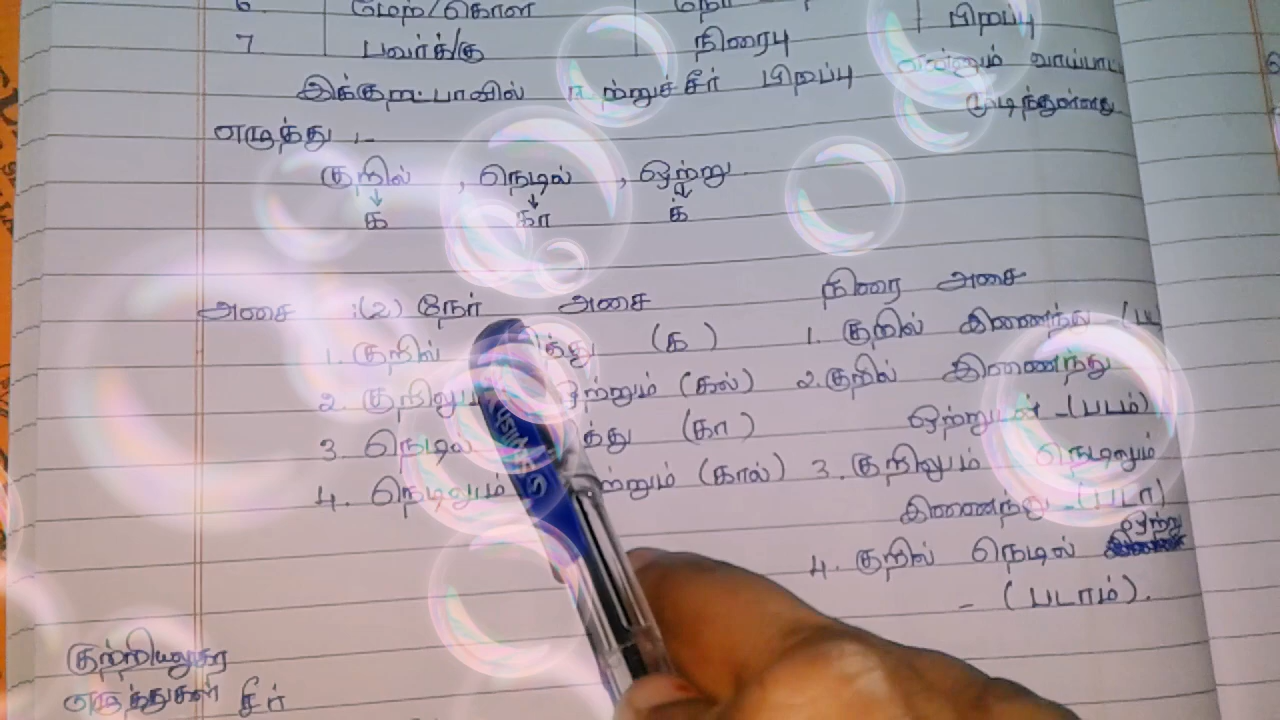 6 மேற்/கொள நேர்
7 பவர்க்கு நிரைபு பிறப்பு
இக்குறட்பாவில் ஈற்றுச்சீர் பிறப்பு என்னும் வாய்பாட
முடிந்துள்ளது
எழுத்து :-
குறில் , நெடில் , ஒற்று
க கா க்
அசை :(2) நேர் அசை நிரை அசை
1. குறில் த்து (க ) 1. குறில் இணைந்து
2. குறிலும் ஒற்றும் (கல்) 2. குறில் இணைந்து
ஒற்றுடன் - (படம்)
3 நெடில் த்து (கா )
4. நெடிலும் ற்றும் (கால்) 3. குறிலும் நெடிலும்
இணைந்து - (படா)
4. குறில் நெடில் ஒற்று
- ( படாம் ).
குற்றியலுகர
எழுத்துகள் சீர்